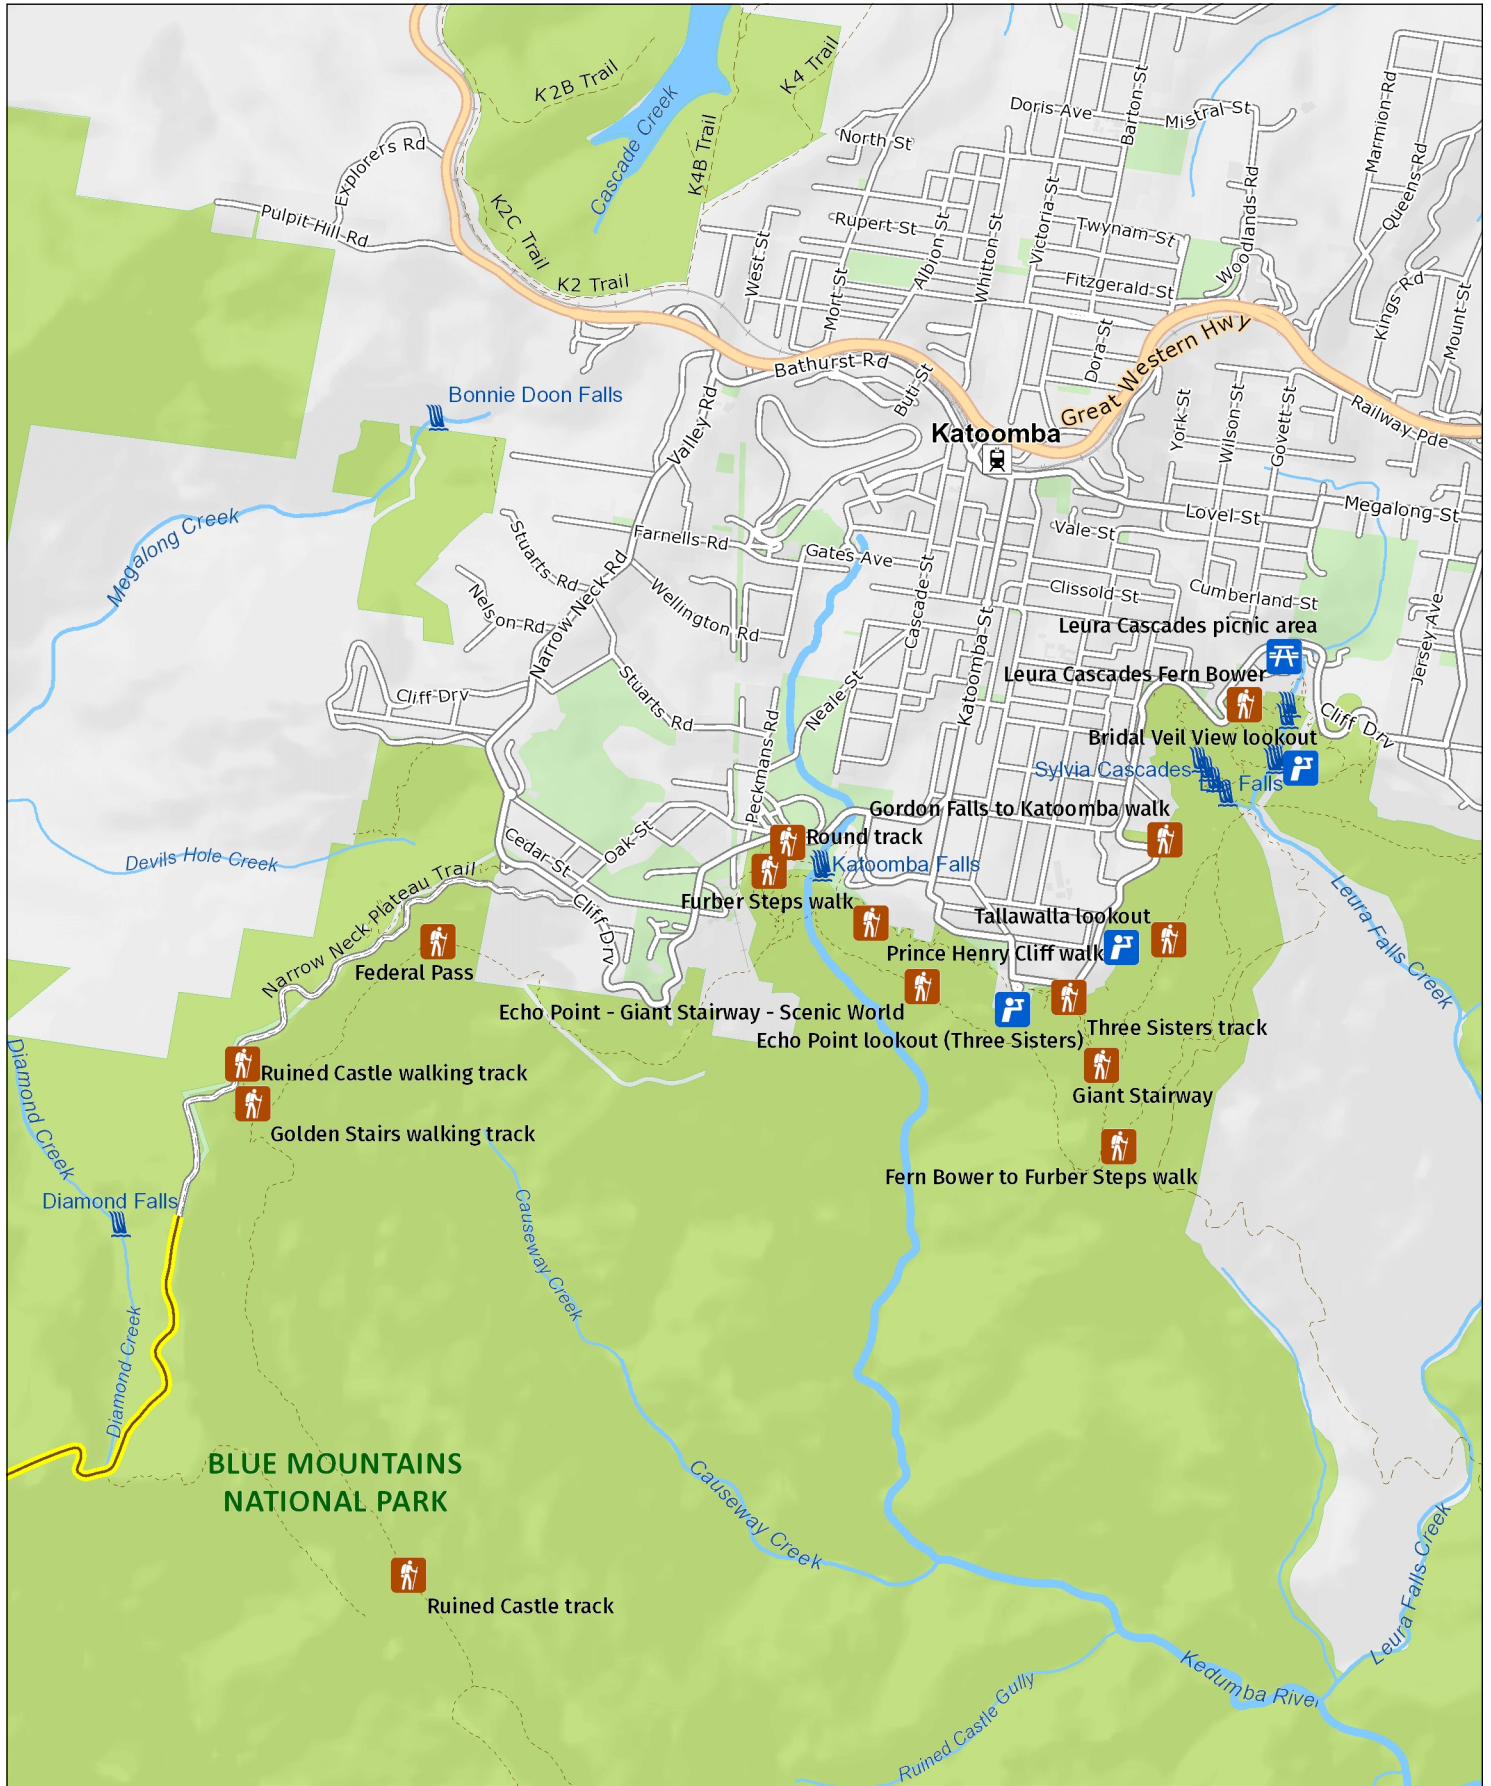 K2B Trail
K4 Trail
Cascade Creek
K4B Trail
Doris Ave
Barton St
Mistral St
Marmion Rd
North St
Explorers Rd
Queens Rd
Pulpit Hill Rd
K2C Trail
K2 Trail
West St
Rupert St
Albion St
Whitton St
Victoria St
Twynam St
Woodlands Rd
Mort St
Fitzgerald St
Kings Rd
Mount St
Dora St
Great Western Hwy
Bathurst Rd
Buti St
Bonnie Doon Falls
Valley Rd
York St
Wilson St
Govett St
Railway Pde
Katoomba
Megalong Creek
Lovel St
Megalong St
Stuarts Rd
Farnells Rd
Vale St
Gates Ave
Nelson Rd
Narrow Neck Rd
Wellington Rd
Cascade St
Clissold St
Cumberland St
Jersey Ave
Leura Cascades picnic area
Katoomba St
Leura Cascades Fern Bower
Cliff Drv
Stuarts Rd
Neale St
Cliff Drv
Bridal Veil View lookout
Peckmans Rd
Sylvia Cascades
Falls
Gordon Falls to Katoomba walk
Round track
Devils Hole Creek
Cedar St
Oak St
Katoomba Falls
Narrow Neck Plateau Trail
Furber Steps walk
Leura Falls Creek
Cliff Drv
Tallawalla lookout
Prince Henry Cliff walk
Federal Pass
Echo Point - Giant Stairway - Scenic World
Three Sisters track
Echo Point lookout (Three Sisters)
Ruined Castle walking track
Giant Stairway
Diamond Creek
Golden Stairs walking track
Fern Bower to Furber Steps walk
Diamond Falls
Causeway Creek
Diamond Creek
BLUE MOUNTAINS
NATIONAL PARK
Causeway Creek
Ruined Castle track
Leura Falls Creek
Kedumba River
Ruined Castle Gully